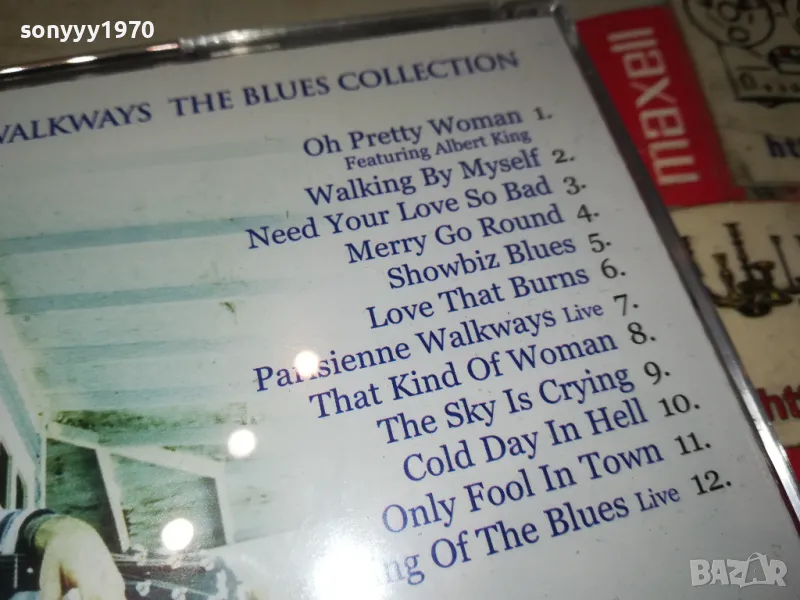 sonyyy1970
WALKWAYS THE BLUES COLLECTION
Oh Pretty Woman 1.
Featuring Albert King
Walking By Myself 2.
Need Your Love So Bad 3.
Merry Go Round 4.
Showbiz Blues 5.
Love That Burns 6.
Parisienne Walkways Live 7.
That Kind Of Woman 8.
The Sky Is Crying 9.
Cold Day In Hell 10.
Only Fool In Town 11.
ng Of The Blues Live 12.
maxell
BAZAR